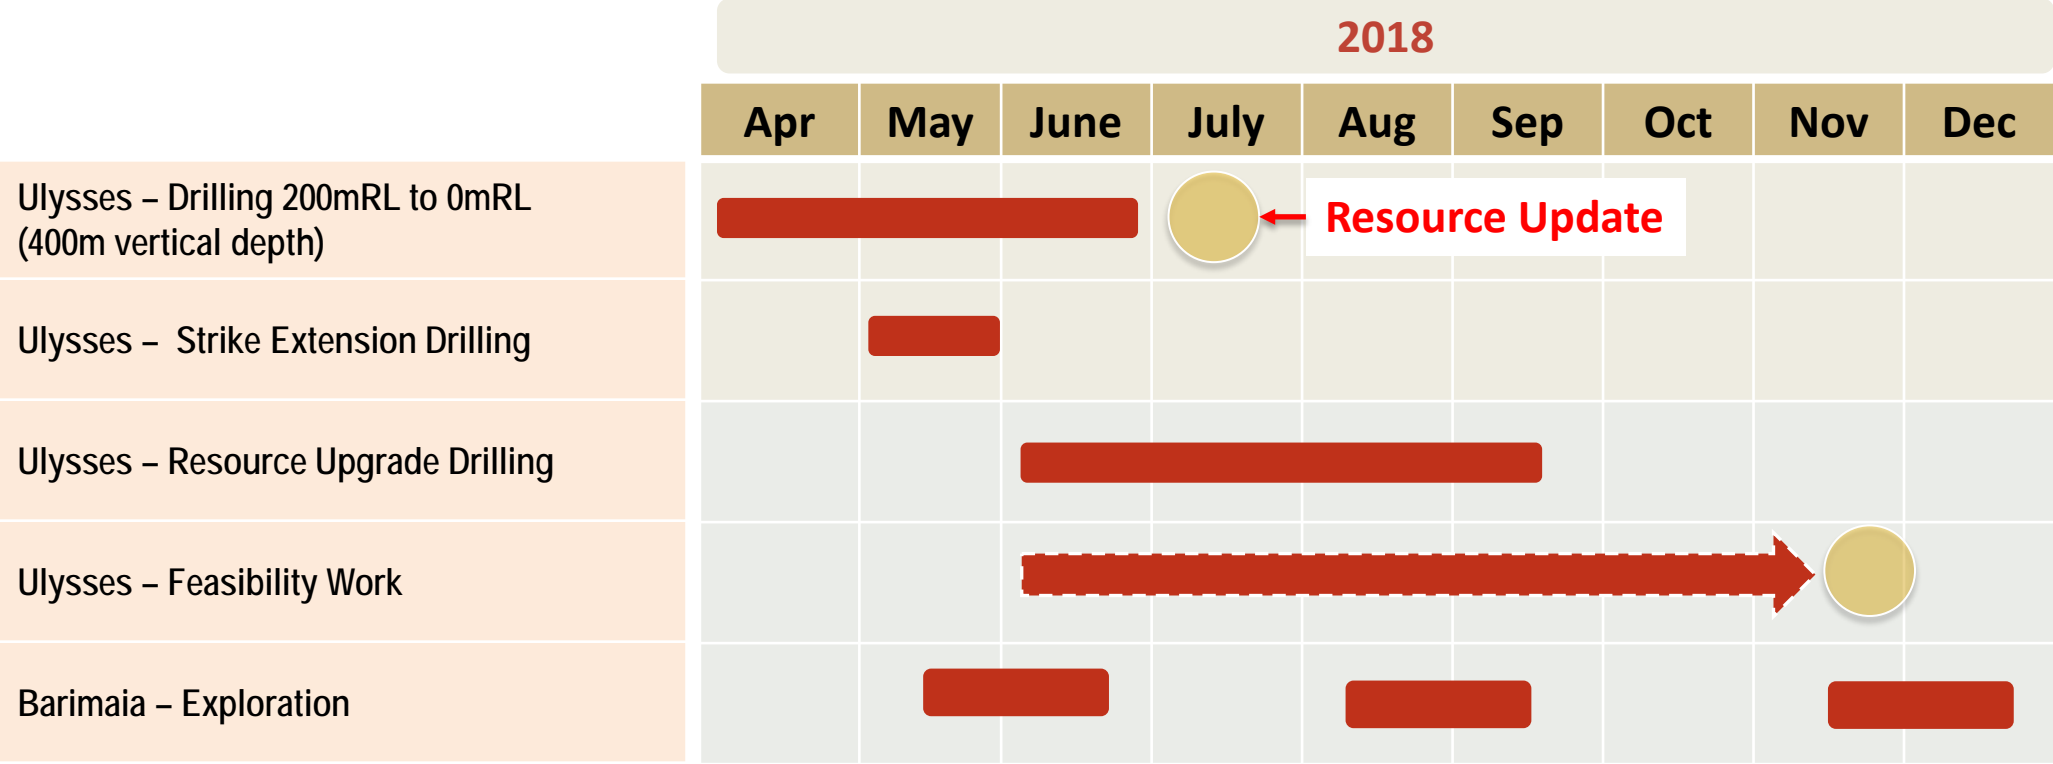 2018
Apr May June July Aug Sep Oct Nov Dec
Ulysses – Drilling 200mRL to 0mRL
(400m vertical depth)
Resource Update
Ulysses – Strike Extension Drilling
Ulysses – Resource Upgrade Drilling
Ulysses – Feasibility Work
Barimaia – Exploration